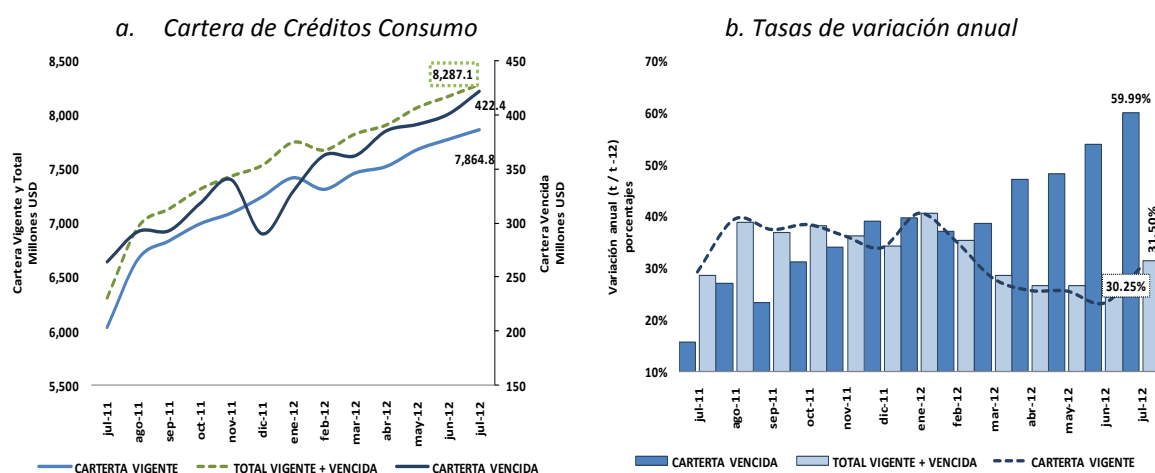 a. Cartera de Créditos Consumo
8,500
8,000
7,500
7,000
6,500
6,000
5,500
Cartera Vigente y Total
Millones USD
450
400
350
300
250
200
150
Cartera Vencida
Millones USD
8,287.1
422.4
7,864.8
jul-11
ago-11
sep-11
oct-11
nov-11
dic-11
ene-12
feb-12
mar-12
abr-12
may-12
jun-12
jul-12
CARTERTA VIGENTE
TOTAL VIGENTE + VENCIDA
CARTERA VENCIDA
b. Tasas de variación anual
70%
60%
50%
40%
30%
20%
10%
Variación anual (t / t -12)
porcentajes
59.99%
31.50%
30.25%
jul-11
ago-11
sep-11
oct-11
nov-11
dic-11
ene-12
feb-12
mar-12
abr-12
may-12
jun-12
jul-12
CARTERTA VENCIDA
TOTAL VIGENTE + VENCIDA
CARTERTA VIGENTE